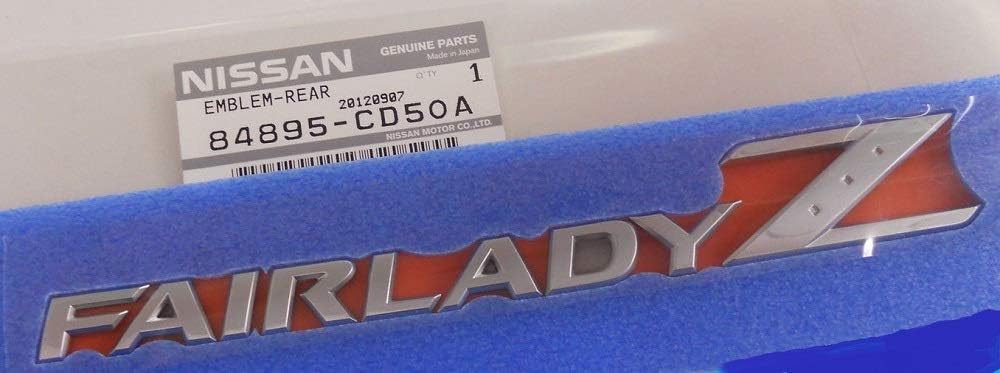 NISSAN GENUINE PARTS
Made in Japan
EMBLEM-REAR Q'TY 1
20120907
84895-CD50A
NISSAN MOTOR CO.,LTD.
FAIRLADY Z